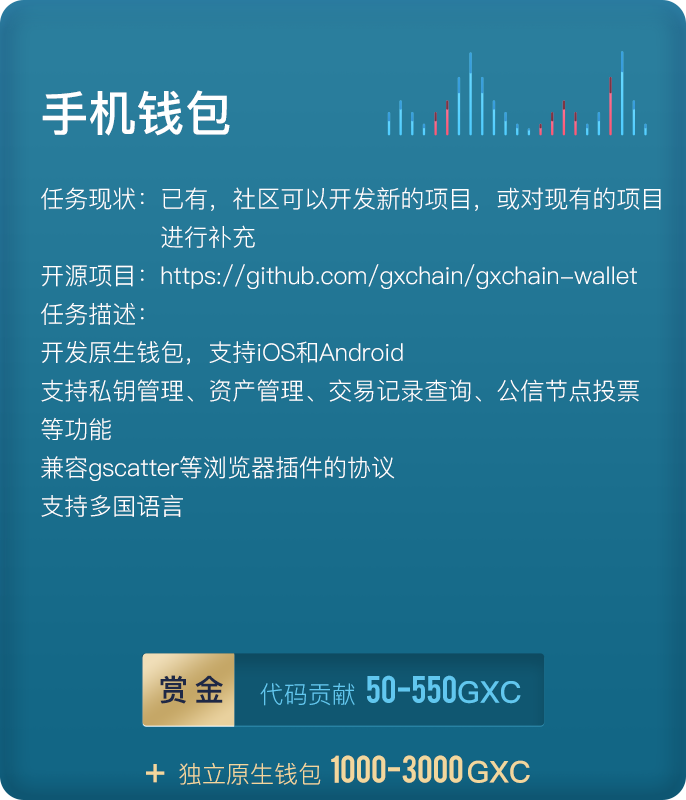 手机钱包
任务现状：已有，社区可以开发新的项目，或对现有的项目
进行补充
开源项目：https://github.com/gxchain/gxchain-wallet
任务描述：
开发原生钱包，支持iOS和Android
支持私钥管理、资产管理、交易记录查询、公信节点投票
等功能
兼容gscatter等浏览器插件的协议
支持多国语言
赏金 代码贡献 50-550GXC
+ 独立原生钱包 1000-3000GXC